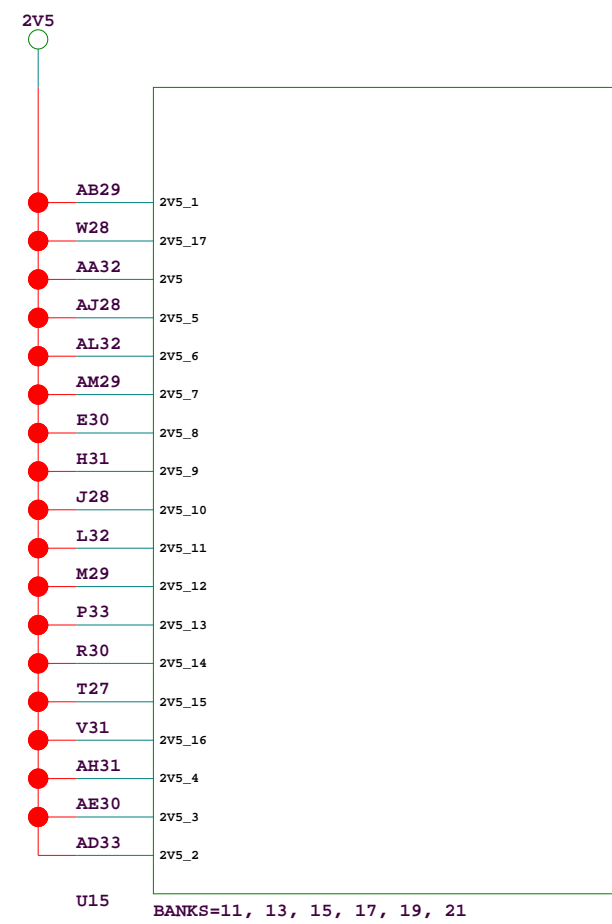 2V5
AB29 2V5_1
W28 2V5_17
AA32 2V5
AJ28 2V5_5
AL32 2V5_6
AM29 2V5_7
E30 2V5_8
H31 2V5_9
J28 2V5_10
L32 2V5_11
M29 2V5_12
P33 2V5_13
R30 2V5_14
T27 2V5_15
V31 2V5_16
AH31 2V5_4
AE30 2V5_3
AD33 2V5_2
U15
BANKS=11, 13, 15, 17, 19, 21